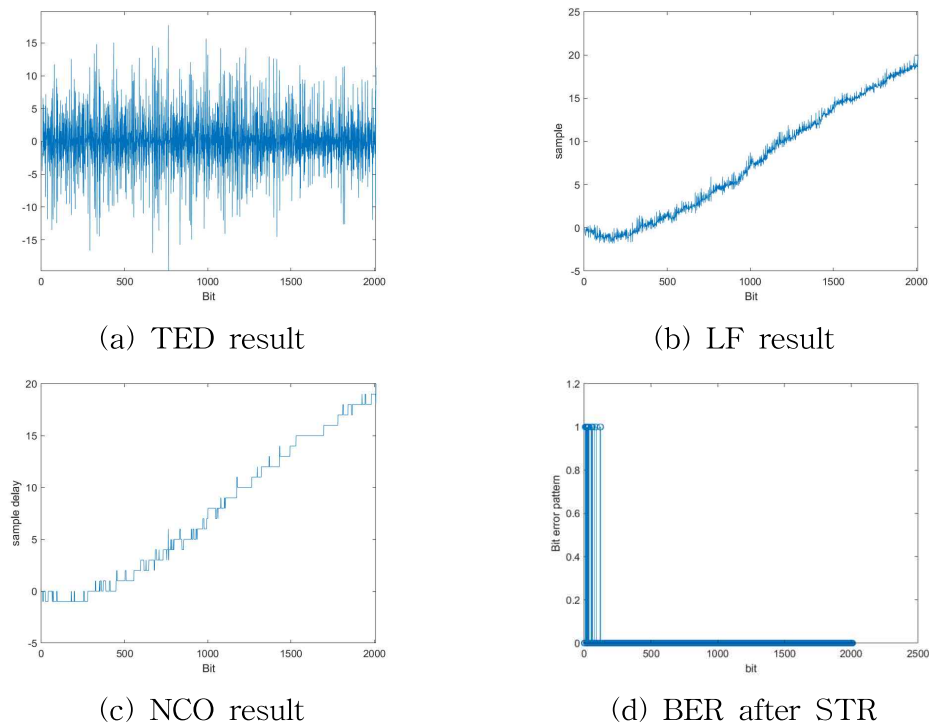 15
10
5
0
-5
-10
-15
0 500 1000 1500 2000
Bit
(a) TED result
25
20
15
10
5
0
-5
sample
0 500 1000 1500 2000
Bit
(b) LF result
20
15
10
5
0
-5
sample delay
0 500 1000 1500 2000
Bit
(c) NCO result
1.2
1
0.8
0.6
0.4
0.2
0
Bit error pattern
0 500 1000 1500 2000 2500
bit
(d) BER after STR